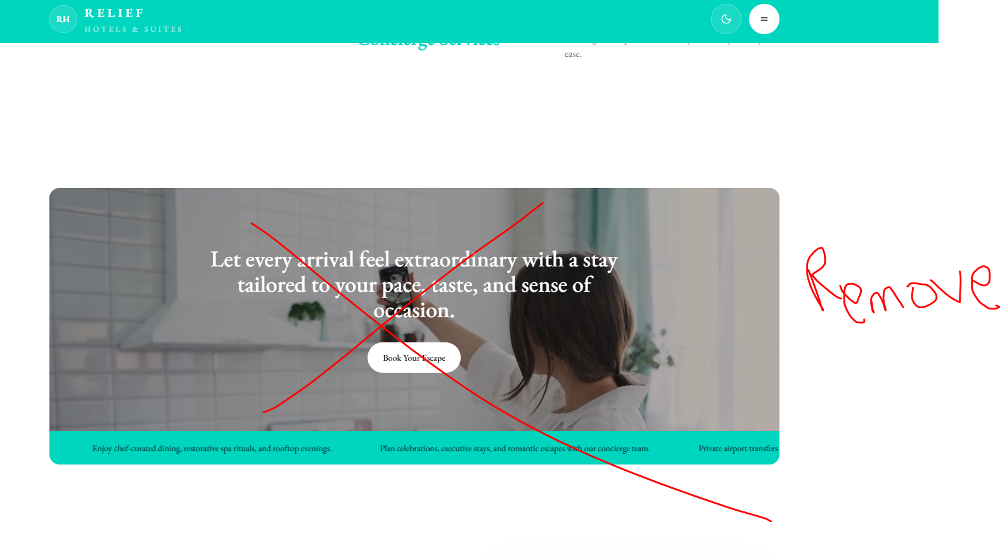 RH
RELIEF
HOTELS & SUITES
Concierge Services
ease.
Let every arrival feel extraordinary with a stay
tailored to your pace, taste, and sense of
occasion.
Book Your Escape
Remove
Enjoy chef-curated dining, restorative spa rituals, and rooftop evenings.
Plan celebrations, executive stays, and romantic escapes with our concierge team.
Private airport transfers